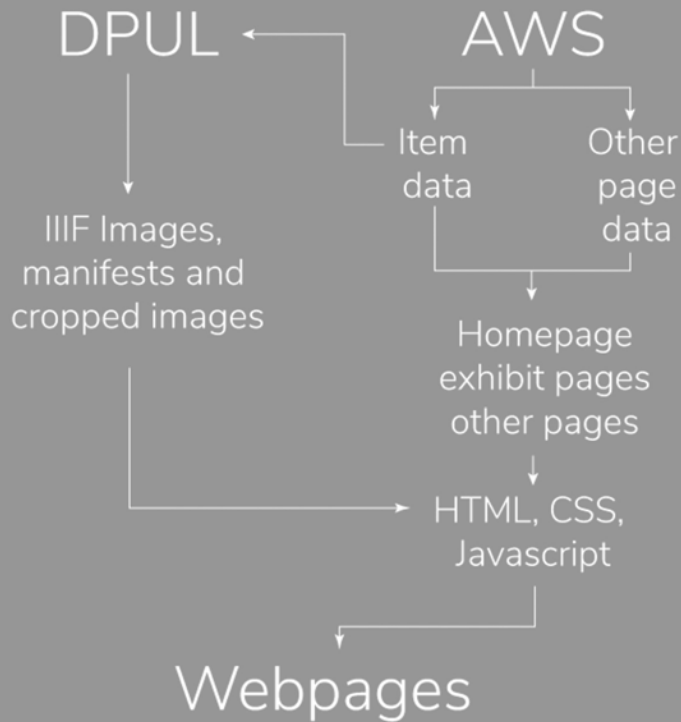 DPUL
AWS
Item
data
Other
page
data
IIIF Images,
manifests and
cropped images
Homepage
exhibit pages
other pages
HTML, CSS,
Javascript
Webpages